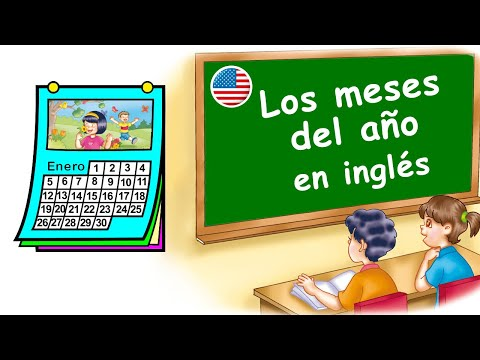 Enero 1 2 3 4
5 6 7 8 9 10 11
12 13 14 15 16 17 18
19 20 21 22 23 24 25
26 27 28 29 30
Los meses
del año
en inglés